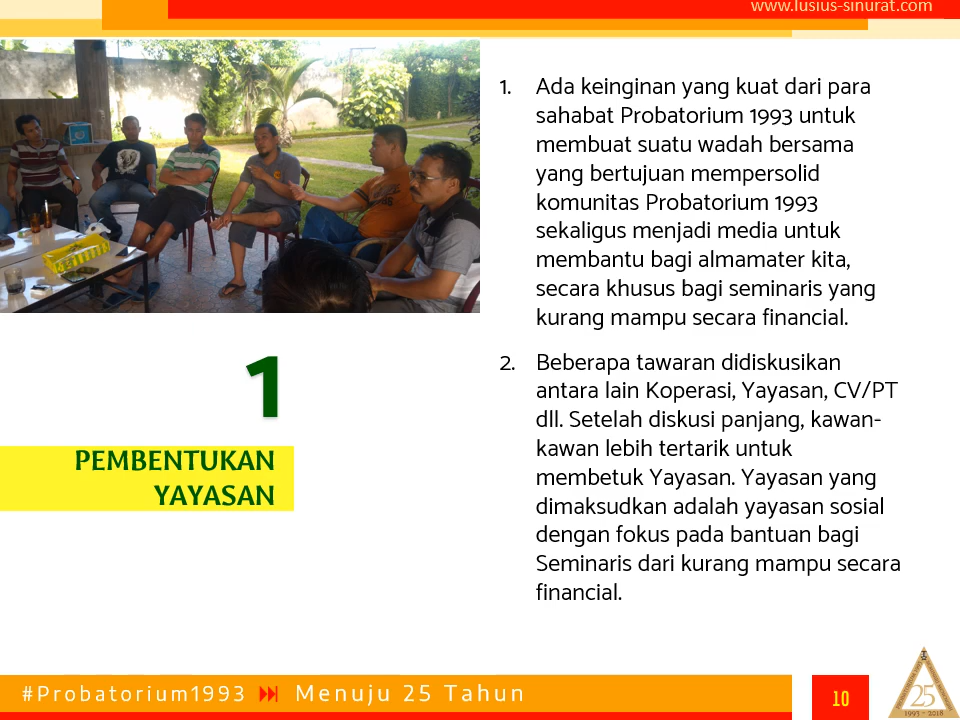 www.lusius-sinurat.com
1. Ada keinginan yang kuat dari para
sahabat Probatorium 1993 untuk
membuat suatu wadah bersama
yang bertujuan mempersolid
komunitas Probatorium 1993
sekaligus menjadi media untuk
membantu bagi almamater kita,
secara khusus bagi seminaris yang
kurang mampu secara financial.
2. Beberapa tawaran didiskusikan
antara lain Koperasi, Yayasan, CV/PT
dll. Setelah diskusi panjang, kawan-
kawan lebih tertarik untuk
membetuk Yayasan. Yayasan yang
dimaksudkan adalah yayasan sosial
dengan fokus pada bantuan bagi
Seminaris dari kurang mampu secara
financial.
1
PEMBENTUKAN
YAYASAN
#Probatorium1993 Menuju 25 Tahun
10
25
1993 - 2018